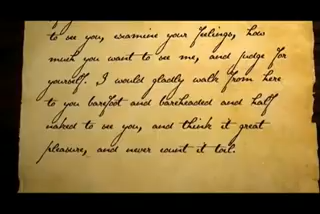 to see you, examine your feelings, how
much you want to see me, and judge for
yourself. I would gladly walk from here
to you barefoot and bareheaded and half
naked to see you, and think it great
pleasure, and never count it toil.